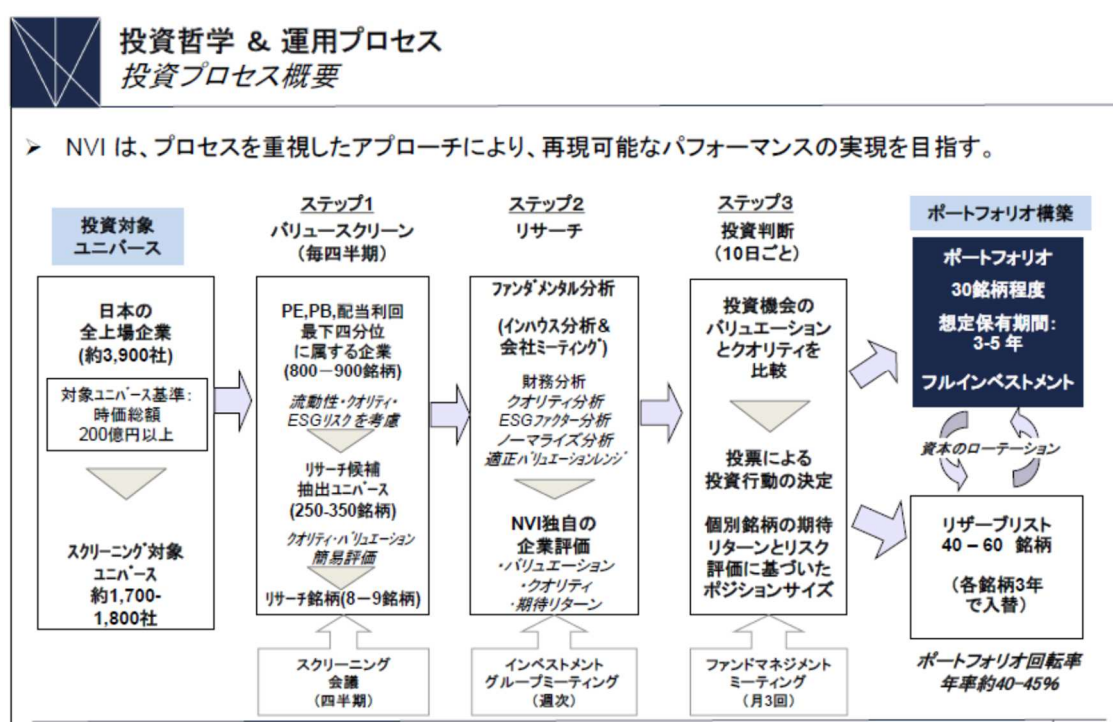 投資哲学 & 運用プロセス
投資プロセス概要
➢ NVI は、プロセスを重視したアプローチにより、再現可能なパフォーマンスの実現を目指す。
投資対象
ユニバース
日本の
全上場企業
(約3,900社)
対象ユニバース基準：
時価総額
200億円以上
スクリーニング対象
ユニバース
約1,700-
1,800社
ステップ1
バリュースクリーン
(毎四半期)
PE,PB,配当利回
最下四分位
に属する企業
(800－900銘柄)
流動性・クオリティ・
ESGリスクを考慮
リサーチ候補
抽出ユニバース
(250-350銘柄)
クオリティ・バリュエーション
簡易評価
リサーチ銘柄(8－9銘柄)
スクリーニング
会議
(四半期)
ステップ2
リサーチ
ファンダメンタル分析
(インハウス分析&
会社ミーティング)
財務分析
クオリティ分析
ESGファクター分析
ノーマライズ分析
適正バリュエーションレンジ
NVI独自の
企業評価
・バリュエーション
・クオリティ
・期待リターン
インベストメント
グループミーティング
(週次)
ステップ3
投資判断
(10日ごと)
投資機会の
バリュエーション
とクオリティを
比較
投票による
投資行動の決定
個別銘柄の期待
リターンとリスク
評価に基づいた
ポジションサイズ
ファンドマネジメント
ミーティング
(月3回)
ポートフォリオ構築
ポートフォリオ
30銘柄程度
想定保有期間：
3-5 年
フルインベストメント
資本のローテーション
リザーブリスト
40 – 60 銘柄
(各銘柄3年
で入替)
ポートフォリオ回転率
年率約40-45%